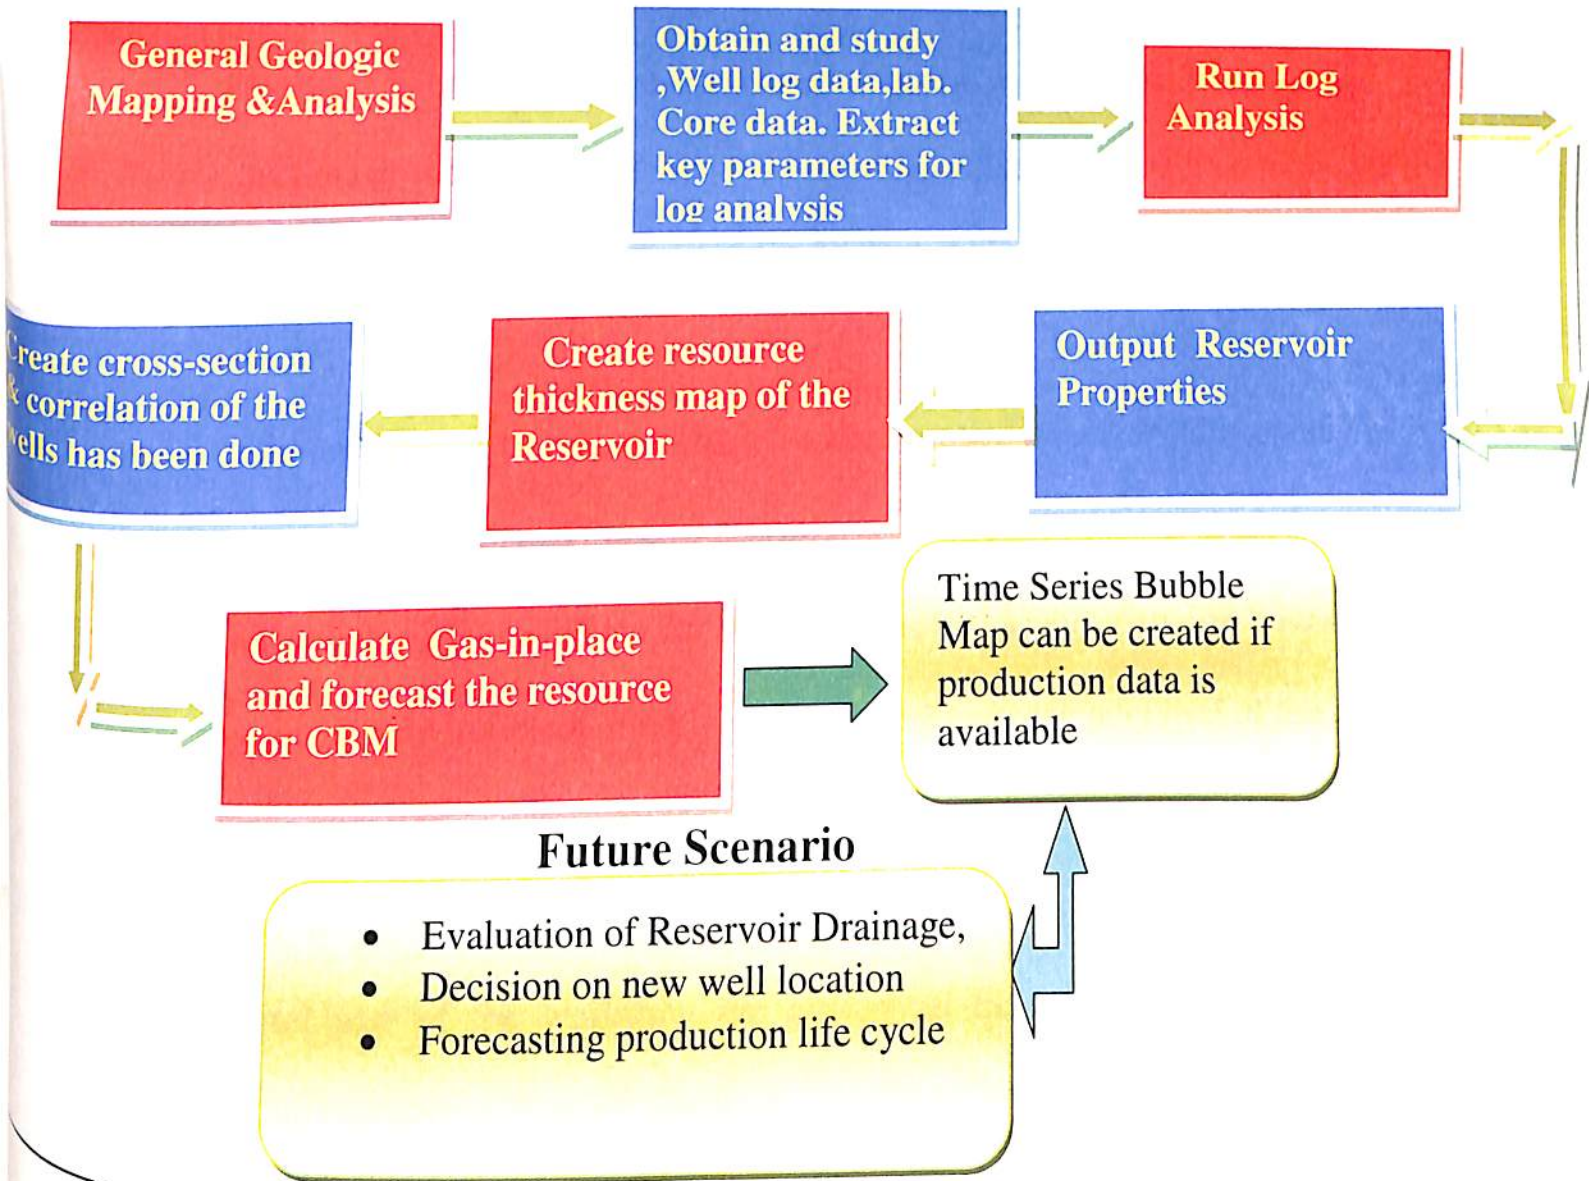 General Geologic
Mapping &Analysis
Obtain and study
,Well log data,lab.
Core data. Extract
key parameters for
log analysis
Run Log
Analysis
Output Reservoir
Properties
Create resource
thickness map of the
Reservoir
Create cross-section
& correlation of the
wells has been done
Calculate Gas-in-place
and forecast the resource
for CBM
Time Series Bubble
Map can be created if
production data is
available
Future Scenario
• Evaluation of Reservoir Drainage,
• Decision on new well location
• Forecasting production life cycle